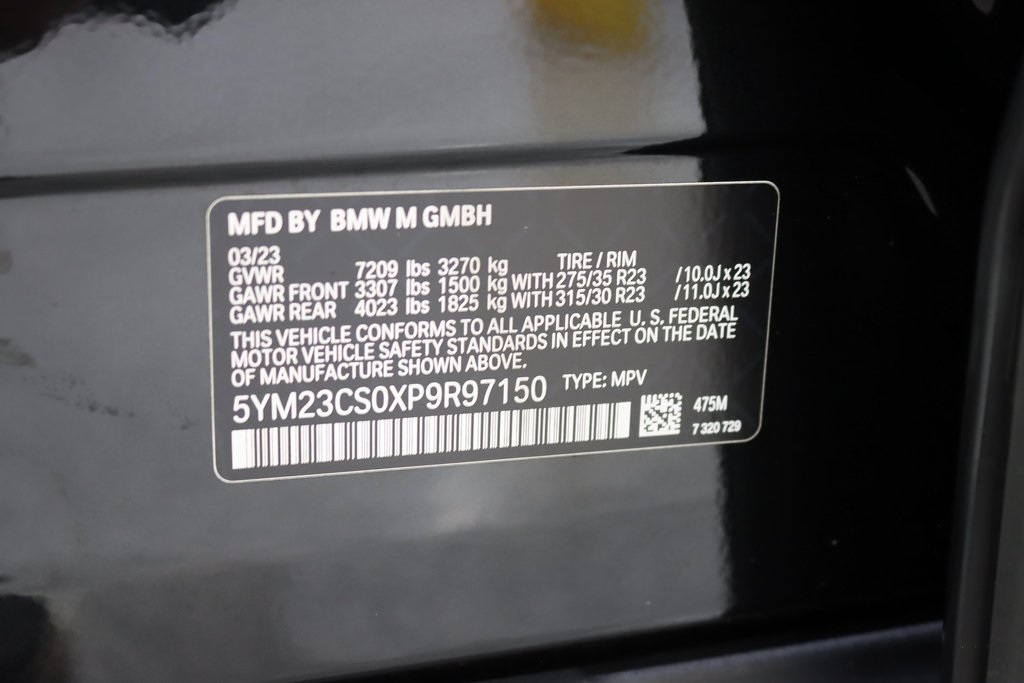 MFD BY BMW M GMBH
03/23
TIRE / RIM
GVWR 7209 lbs 3270 kg
GAWR FRONT 3307 lbs 1500 kg WITH 275/35 R23 /10.0J x 23
GAWR REAR 4023 lbs 1825 kg WITH 315/30 R23 /11.0J x 23
THIS VEHICLE CONFORMS TO ALL APPLICABLE U. S. FEDERAL
MOTOR VEHICLE SAFETY STANDARDS IN EFFECT ON THE DATE
OF MANUFACTURE SHOWN ABOVE.
5YM23CS0XP9R97150 TYPE: MPV
475M
7 320 729